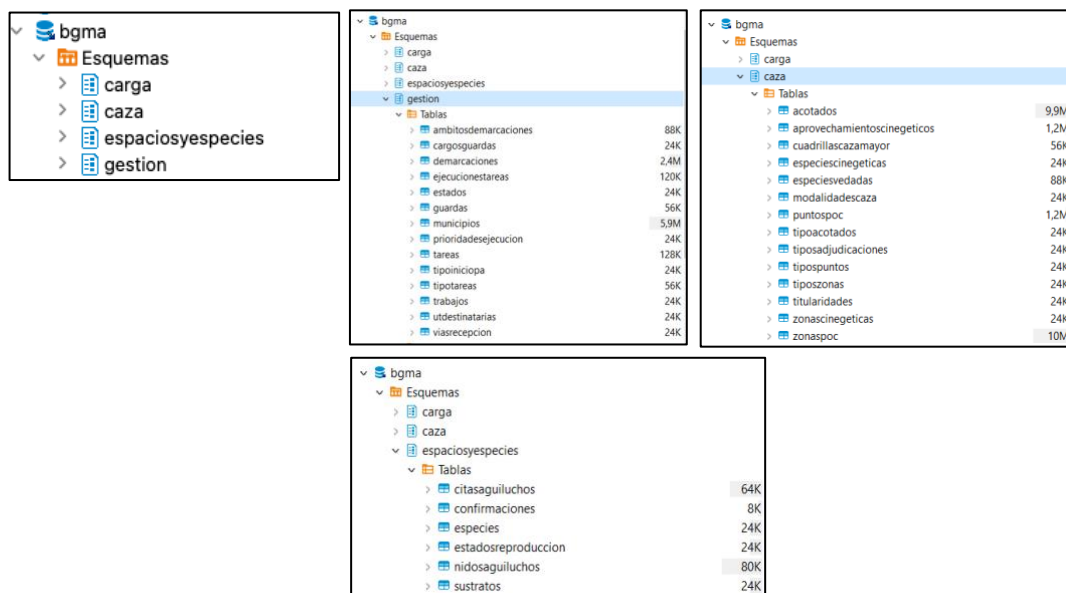 bgma
Esquemas
carga
caza
espaciosyespecies
gestion
bgma
Esquemas
carga
caza
espaciosyespecies
gestion
Tablas
ambitosdemarcaciones 88K
cargosguardas 24K
demarcaciones 2,4M
ejecucionestareas 120K
estados 24K
guardas 56K
municipios 5,9M
prioridadesejecucion 24K
tareas 128K
tipoiniciopa 24K
tipotareas 56K
trabajos 24K
utdestinatarias 24K
viasrecepcion 24K
bgma
Esquemas
carga
caza
Tablas
acotados 9,9M
aprovechamientoscinegeticos 1,2M
cuadrillascazamayor 56K
especiescinegeticas 24K
especiesvedadas 88K
modalidadescaza 24K
puntospoc 1,2M
tipoacotados 24K
tiposadjudicaciones 24K
tipospuntos 24K
tiposzonas 24K
titularidades 24K
zonascinegeticas 24K
zonaspoc 10M
bgma
Esquemas
carga
caza
espaciosyespecies
Tablas
citasaguiluchos 64K
confirmaciones 8K
especies 24K
estadosreproduccion 24K
nidosaguiluchos 80K
sustratos 24K